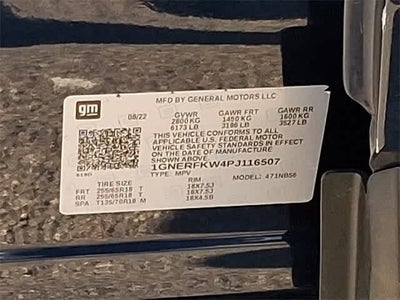 gm
MFD BY GENERAL MOTORS LLC
08/22 GVWR GAWR FRT GAWR RR
2800 KG 1450 KG 1600 KG
6173 LB 3196 LB 3527 LB
THIS VEHICLE CONFORMS TO ALL
APPLICABLE U.S. FEDERAL MOTOR
VEHICLE SAFETY STANDARDS IN EFFECT
ON THE DATE OF MANUFACTURE
SHOWN ABOVE
1GNERFKW4PJ116507
TYPE: MPV MODEL: 471NB56
TIRE SIZE RIM
FRT 255/65R18 T 18X7.5J
RR 255/65R18 T 18X7.5J
SPA T135/70R18 M 18X4.5B